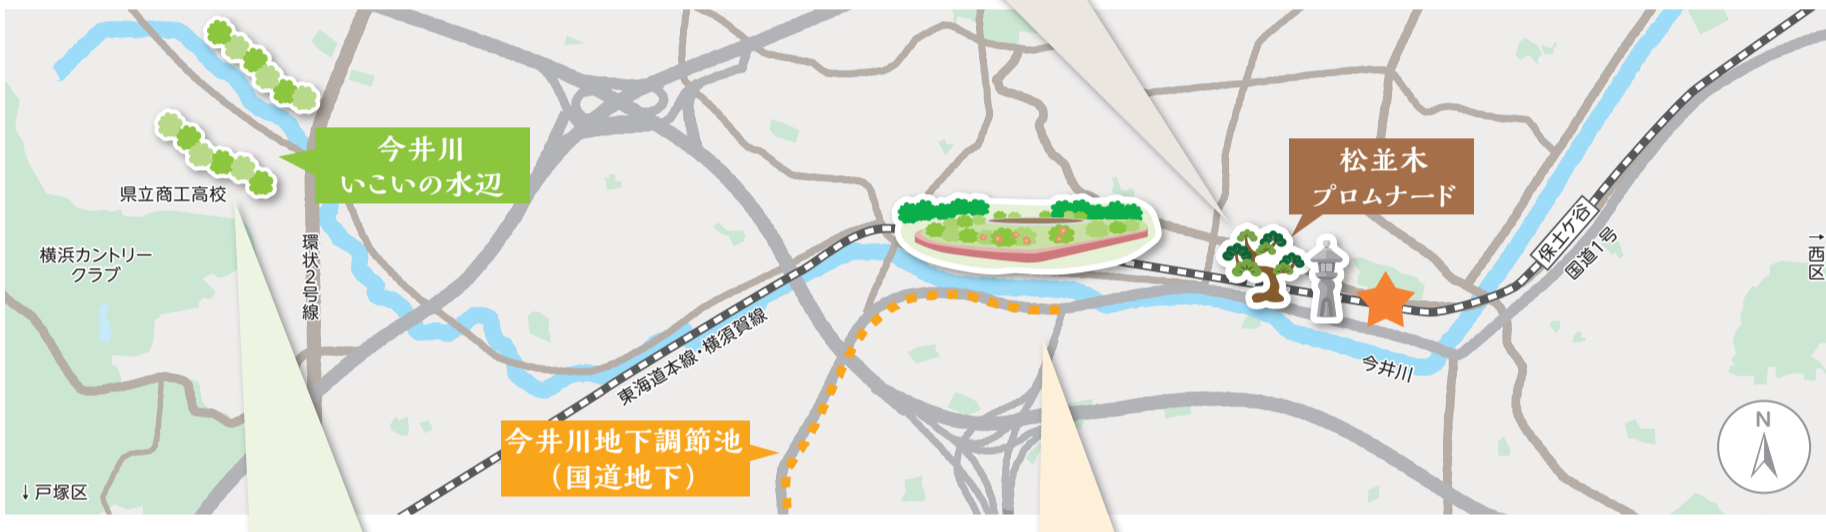 今井川
いこいの水辺
県立商工高校
横浜カントリー
クラブ
環状2号線
↓戸塚区
東海道本線・横須賀線
今井川地下調節池
(国道地下)
松並木
プロムナード
保土ケ谷
国道1号
今井川
→西区
N